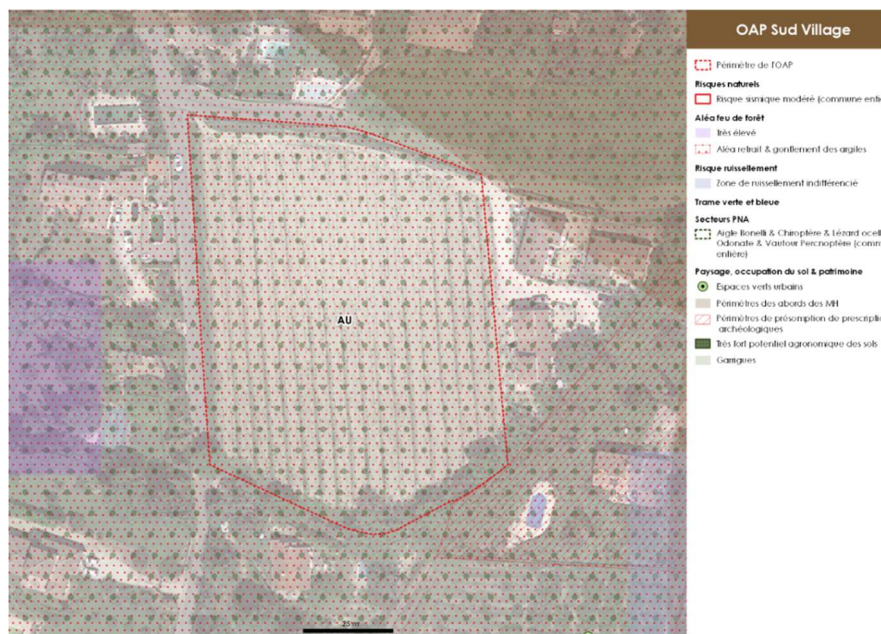 OAP Sud Village
Périmètre de l'OAP
Risques naturels
Risque sismique modéré (commune enti
Aléa feu de forêt
Très élevé
Aléa retrait & gonflement des argiles
Risque ruissellement
Zone de ruissellement indifférencié
Trame verte et bleue
Secteurs PNA
Aigle Bonelli & Chiroptère & Lézard ocell
Odonate & Vautour Percnoptère (comm
entière)
Paysage, occupation du sol & patrimoine
Espaces verts urbains
Périmètres des abords des MH
Périmètres de présomption de prescripti
archéologiques
Très fort potentiel agronomique des sols
Garrigues
AU
25 m